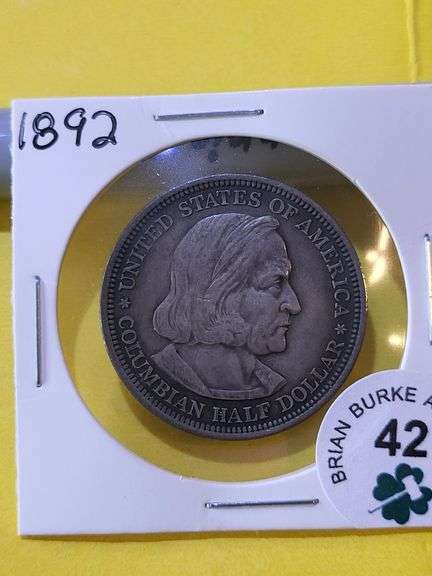 1892
UNITED STATES OF AMERICA
* COLUMBIAN HALF DOLLAR *
BRIAN BURKE A
42